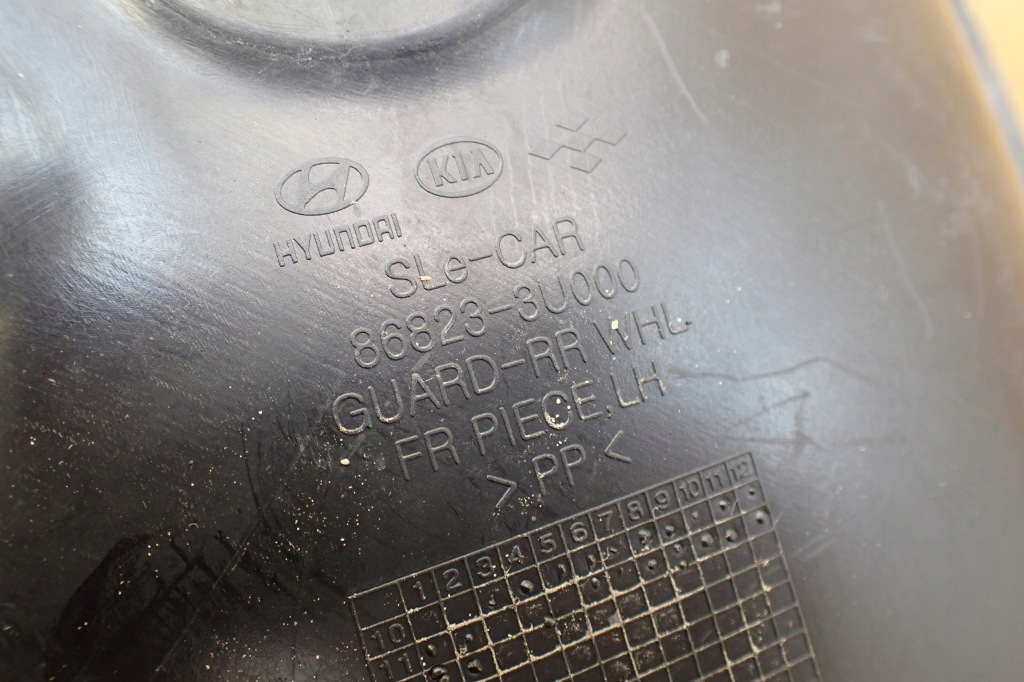 KIA
HYUNDAI
SLe-CAR
86823-3U000
GUARD-RR WHL
FR PIECE,LH
>PP<
1 2 3 4 5 6 7 8 9 10 11 12
10
11